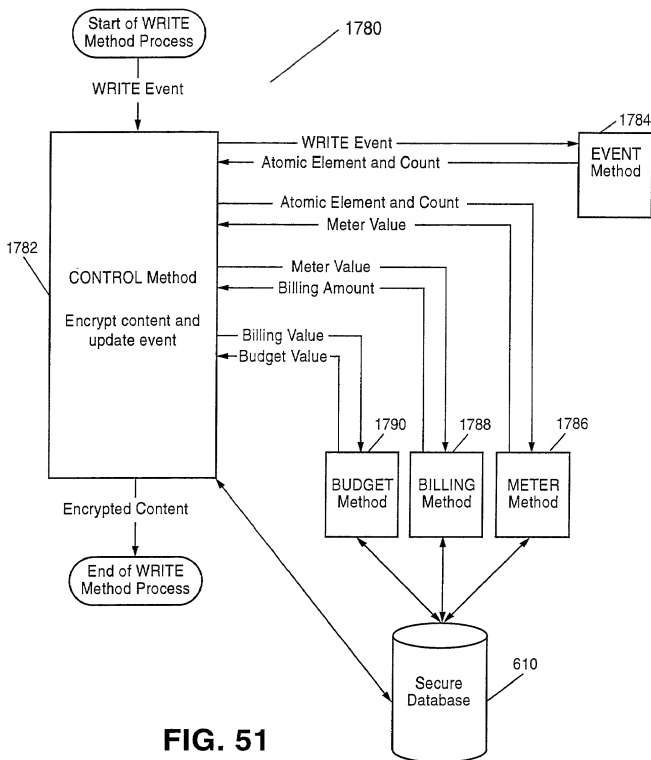 Start of WRITE
Method Process
1780
WRITE Event
1784
WRITE Event
Atomic Element and Count
EVENT
Method
Atomic Element and Count
Meter Value
1782
CONTROL Method
Encrypt content and
update event
Meter Value
Billing Amount
Billing Value
Budget Value
1790
1788
1786
BUDGET
Method
BILLING
Method
METER
Method
Encrypted Content
End of WRITE
Method Process
Secure
Database
610
FIG. 51